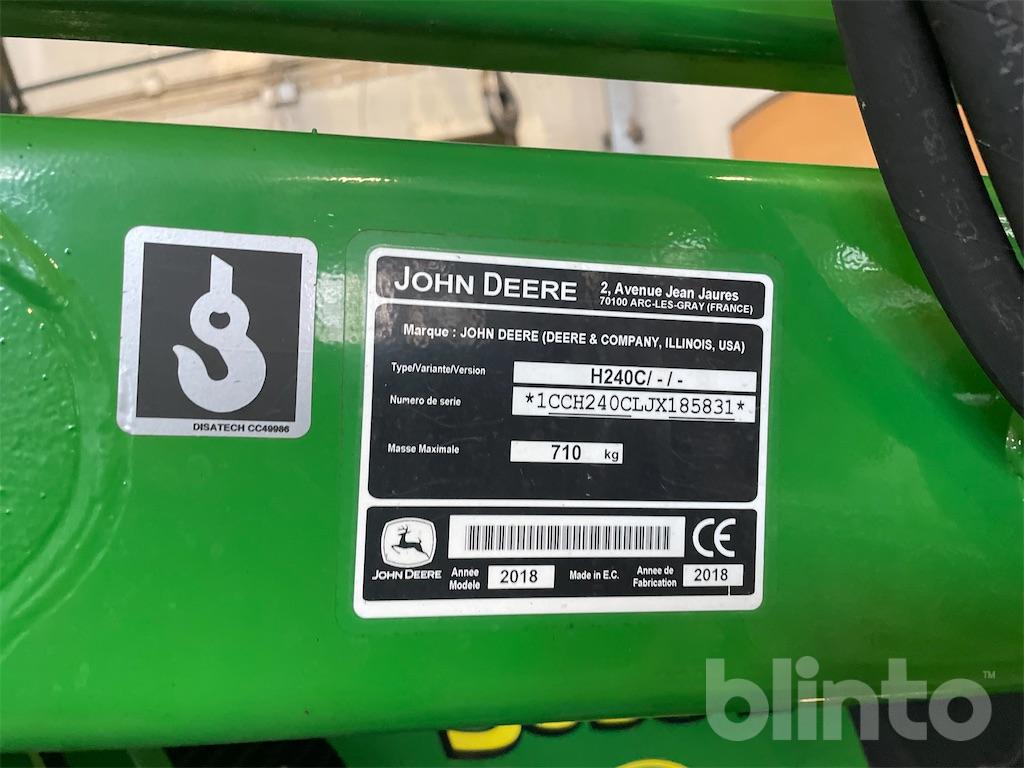 JOHN DEERE
2, Avenue Jean Jaures
70100 ARC-LES-GRAY (FRANCE)
Marque : JOHN DEERE (DEERE & COMPANY, ILLINOIS, USA)
Type/Variante/Version H240C/ - / -
Numero de serie *1CCH240CLJX185831*
Masse Maximale 710 kg
JOHN DEERE
Annee Modele 2018 Made in E.C. Annee de Fabrication 2018
CE
DISATECH CC49986
blinto™